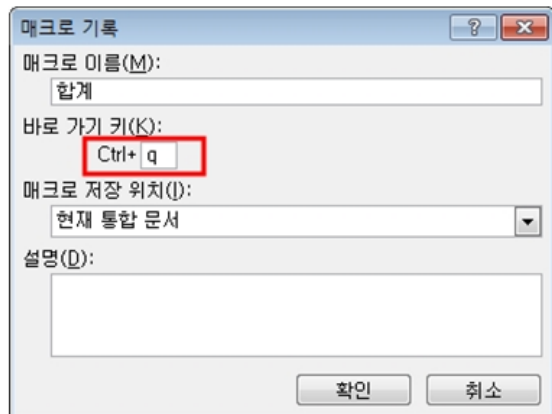 매크로 기록
매크로 이름(M):
합계
바로 가기 키(K):
Ctrl+ q
매크로 저장 위치(I):
현재 통합 문서
설명(D):
확인 취소